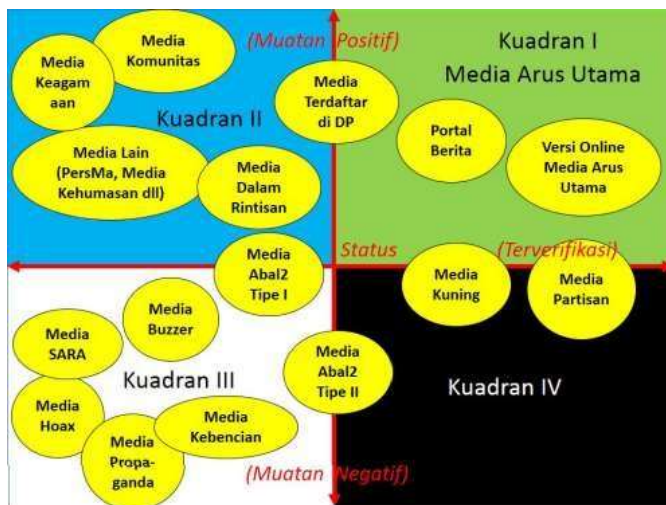 (Muatan Positif)
Kuadran I
Media Arus Utama
Media
Komunitas
Media
Keagam
aan
Kuadran II
Media
Terdaftar
di DP
Portal
Berita
Versi Online
Media Arus
Utama
Media Lain
(PersMa, Media
Kehumasan dll)
Media
Dalam
Rintisan
Status (Terverifikasi)
Media
Abal2
Tipe I
Media
Kuning
Media
Partisan
Media
Buzzer
Media
SARA
Media
Abal2
Tipe II
Kuadran III
Kuadran IV
Media
Hoax
Media
Kebencian
Media
Propa-
ganda
(Muatan Negatif)